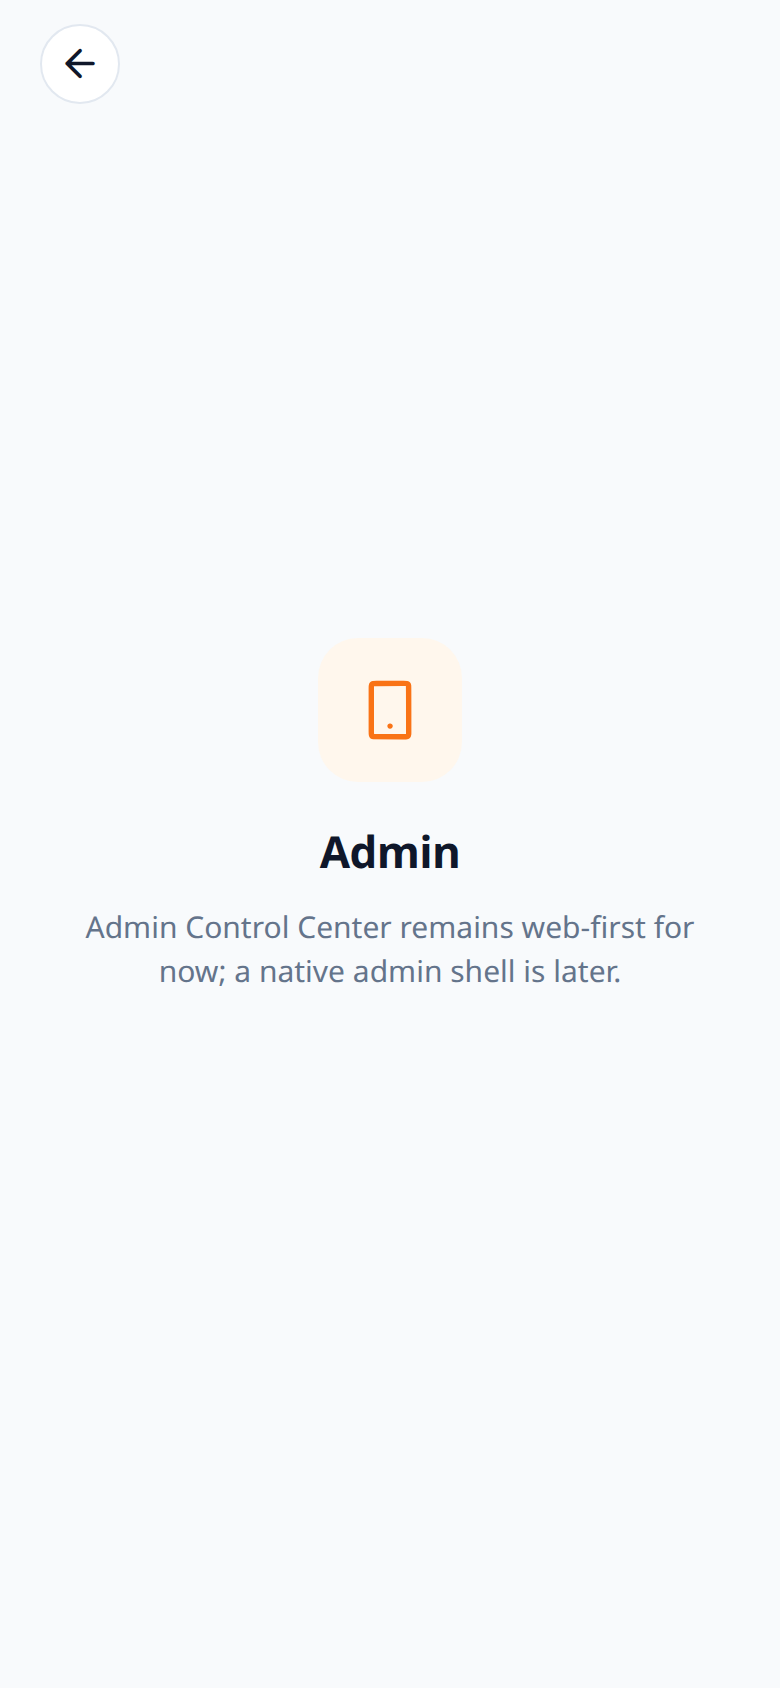 Admin
Admin Control Center remains web-first for
now; a native admin shell is later.